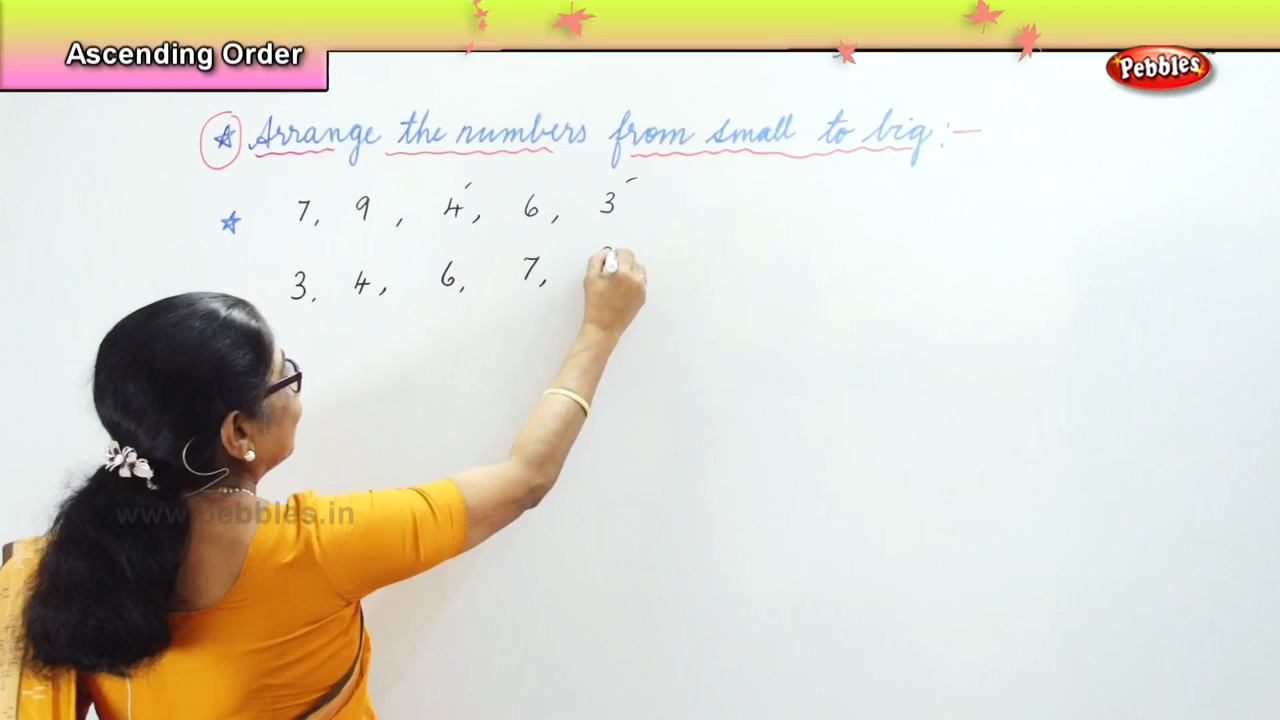 Ascending Order
Pebbles
☆ Arrange the numbers from small to big :-
☆ 7, 9, 4, 6, 3
3, 4, 6, 7,
www.pebbles.in